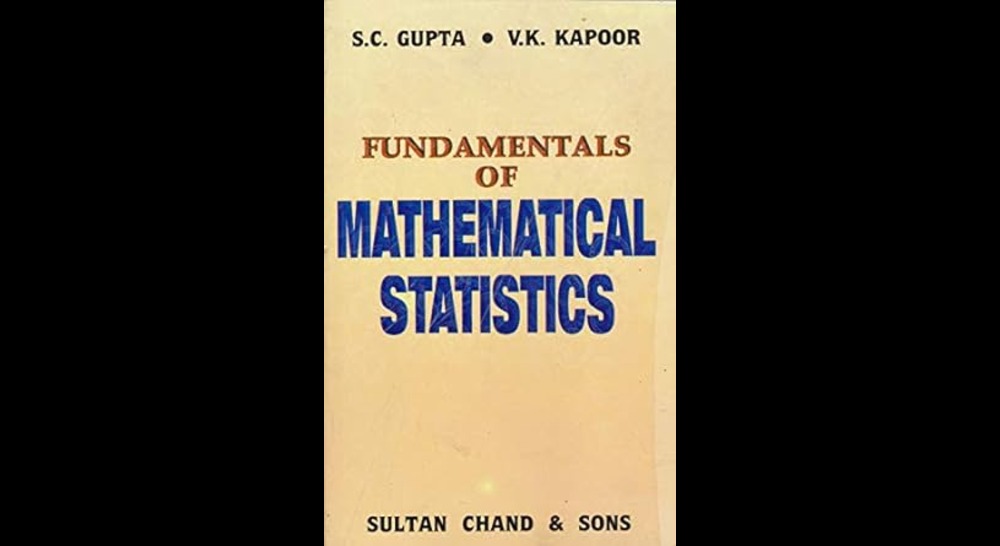 S.C. GUPTA • V.K. KAPOOR
FUNDAMENTALS
OF
MATHEMATICAL
STATISTICS
SULTAN CHAND & SONS